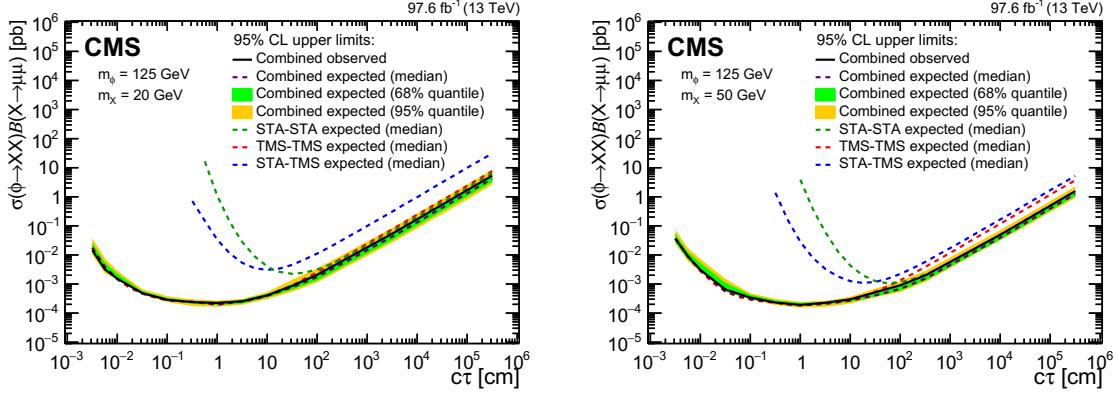 97.6 fb⁻¹ (13 TeV)
σ(ϕ→XX)B(X→μμ) [pb]
10⁶
10⁵
10⁴
10³
10²
10
1
10⁻¹
10⁻²
10⁻³
10⁻⁴
10⁻⁵
CMS
m_ϕ = 125 GeV
m_X = 20 GeV
95% CL upper limits:
Combined observed
Combined expected (median)
Combined expected (68% quantile)
Combined expected (95% quantile)
STA-STA expected (median)
TMS-TMS expected (median)
STA-TMS expected (median)
10⁻³ 10⁻² 10⁻¹ 1 10 10² 10³ 10⁴ 10⁵ 10⁶
cτ [cm]
97.6 fb⁻¹ (13 TeV)
σ(ϕ→XX)B(X→μμ) [pb]
10⁶
10⁵
10⁴
10³
10²
10
1
10⁻¹
10⁻²
10⁻³
10⁻⁴
10⁻⁵
CMS
m_ϕ = 125 GeV
m_X = 50 GeV
95% CL upper limits:
Combined observed
Combined expected (median)
Combined expected (68% quantile)
Combined expected (95% quantile)
STA-STA expected (median)
TMS-TMS expected (median)
STA-TMS expected (median)
10⁻³ 10⁻² 10⁻¹ 1 10 10² 10³ 10⁴ 10⁵ 10⁶
cτ [cm]